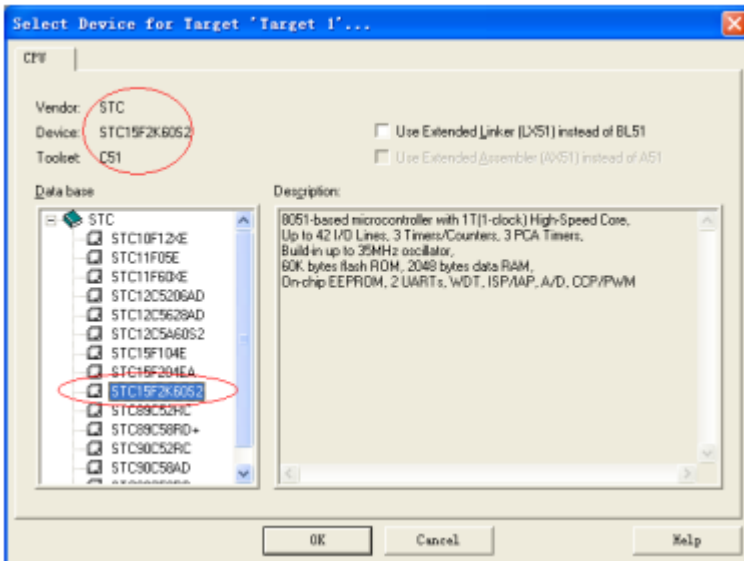 Select Device for Target 'Target 1'...
CPU
Vendor: STC
Device: STC15F2K60S2
Toolset: C51
Use Extended Linker (LX51) instead of BL51
Use Extended Assembler (AX51) instead of A51
Data base
Description:
STC
STC10F12XE
STC11F05E
STC11F60XE
STC12C5206AD
STC12C5628AD
STC12C5A60S2
STC15F104E
STC15F204EA
STC15F2K60S2
STC89C52RC
STC89C58RD+
STC90C52RC
STC90C58AD
8051-based microcontroller with 1T(1-clock) High-Speed Core,
Up to 42 I/O Lines, 3 Timers/Counters, 3 PCA Timers,
Build-in up to 35MHz oscillator,
60K bytes flash ROM, 2048 bytes data RAM,
On-chip EEPROM, 2 UARTs, WDT, ISP/IAP, A/D, CCP/PWM
OK
Cancel
Help